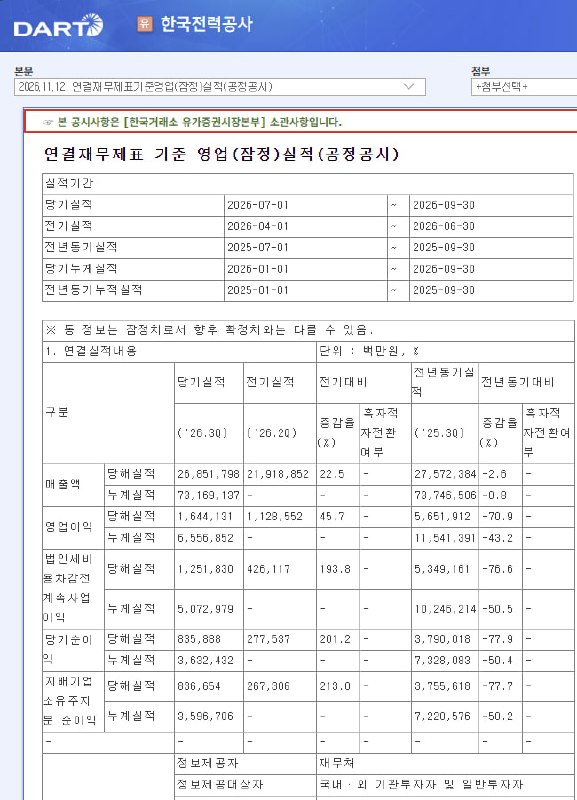 DART 유 한국전력공사
본문 첨부
2026.11.12 연결재무제표기준영업(잠정)실적(공정공시) +첨부선택+
☞ 본 공시사항은 [한국거래소 유가증권시장본부] 소관사항입니다.
연결재무제표 기준 영업(잠정)실적(공정공시)
실적기간
당기실적 2026-07-01 ~ 2026-09-30
전기실적 2026-04-01 ~ 2026-06-30
전년동기실적 2025-07-01 ~ 2025-09-30
당기누계실적 2026-01-01 ~ 2026-09-30
전년동기누적실적 2025-01-01 ~ 2025-09-30
※ 동 정보는 잠정치로서 향후 확정치와는 다를 수 있음.
1. 연결실적내용 단위 : 백만원, %
구분 당기실적 전기실적 전기대비 전년동기실적 전년동기대비
('26.3Q) ('26.2Q) 증감율(%) 흑자적자전환여부 ('25.3Q) 증감율(%) 흑자적자전환여부
매출액 당해실적 26,851,798 21,918,852 22.5 - 27,572,384 -2.6 -
누계실적 73,169,137 - - - 73,746,506 -0.8 -
영업이익 당해실적 1,644,131 1,128,552 45.7 - 5,651,912 -70.9 -
누계실적 6,556,852 - - - 11,541,391 -43.2 -
법인세비용차감전계속사업이익 당해실적 1,251,830 426,117 193.8 - 5,349,161 -76.6 -
누계실적 5,072,979 - - - 10,246,214 -50.5 -
당기순이익 당해실적 835,888 277,537 201.2 - 3,790,018 -77.9 -
누계실적 3,632,432 - - - 7,328,083 -50.4 -
지배기업 소유주지분 순이익 당해실적 836,654 267,306 213.0 - 3,755,618 -77.7 -
누계실적 3,596,706 - - - 7,220,576 -50.2 -
- - - - - - - - -
정보제공자 재무처
정보제공대상자 국내·외 기관투자자 및 일반투자자